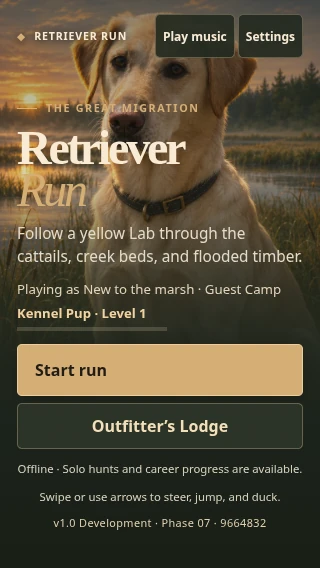 RETRIEVER RUN
Play music
Settings
THE GREAT MIGRATION
Retriever
Run
Follow a yellow Lab through the
cattails, creek beds, and flooded timber.
Playing as New to the marsh · Guest Camp
Kennel Pup · Level 1
Start run
Outfitter’s Lodge
Offline · Solo hunts and career progress are available.
Swipe or use arrows to steer, jump, and duck.
v1.0 Development · Phase 07 · 9664832